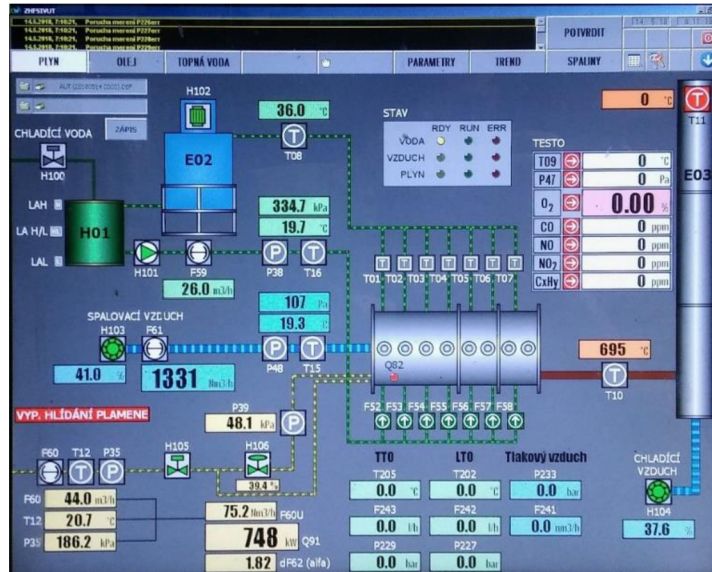 ZHFSIVUT
14.5.2018, 7:10:21, Porucha mereni P226err
14.5.2018, 7:10:21, Porucha mereni P227err
14.5.2018, 7:10:21, Porucha mereni P228err
14.5.2018, 7:10:21, Porucha mereni P229err
POTVRDIT
PLYN OLEJ TOPNÁ VODA PARAMETRY TREND SPALINY
ZÁPIS
CHLADÍCÍ VODA
H100
LAH
LA H/L
LAL
H01
H102
E02
36.0 °C
T08
334.7 kPa
19.7 °C
H101 F59 P38 T16
26.0 m3/h
STAV
RDY RUN ERR
VODA
VZDUCH
PLYN
0 °C
T11
E03
TESTO
T09 0 °C
P47 0 Pa
O2 0.00 %
CO 0 ppm
NO 0 ppm
NO2 0 ppm
CxHy 0 ppm
T01 T02 T03 T04 T05 T06 T07
SPALOVACÍ VZDUCH
H103 F61
107 Pa
19.3 °C
P48 T15
41.0 %
1331 Nm3/h
Q82
695 °C
T10
VYP. HLÍDÁNÍ PLAMENE
P39
48.1 kPa
F52 F53 F54 F55 F56 F57 F58
F60 T12 P35
H105 H106
39.4 %
F60 44.0 m3/h
T12 20.7 °C
P35 186.2 kPa
75.2 Nm3/h F60U
748 kW Q91
1.82 dF62 (alfa)
TTO LTO Tlakový vzduch
T205 T202 P233
0.0 °C 0.0 °C 0.0 bar
F243 F242 F241
0.0 l/h 0.0 l/h 0.0 nm3/h
P229 P227
0.0 bar 0.0 bar
CHLADÍCÍ
VZDUCH
H104
37.6 %